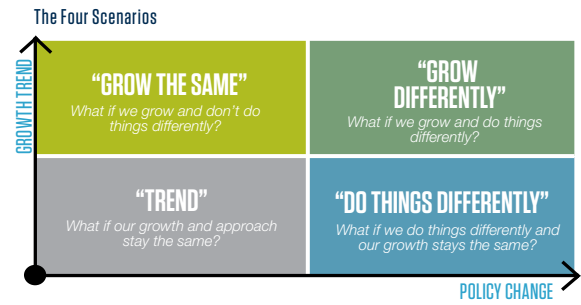 The Four Scenarios
GROWTH TREND
“GROW THE SAME”
What if we grow and don't do
things differently?
“GROW
DIFFERENTLY”
What if we grow and do things
differently?
“TREND”
What if our growth and approach
stay the same?
“DO THINGS DIFFERENTLY”
What if we do things differently and
our growth stays the same?
POLICY CHANGE